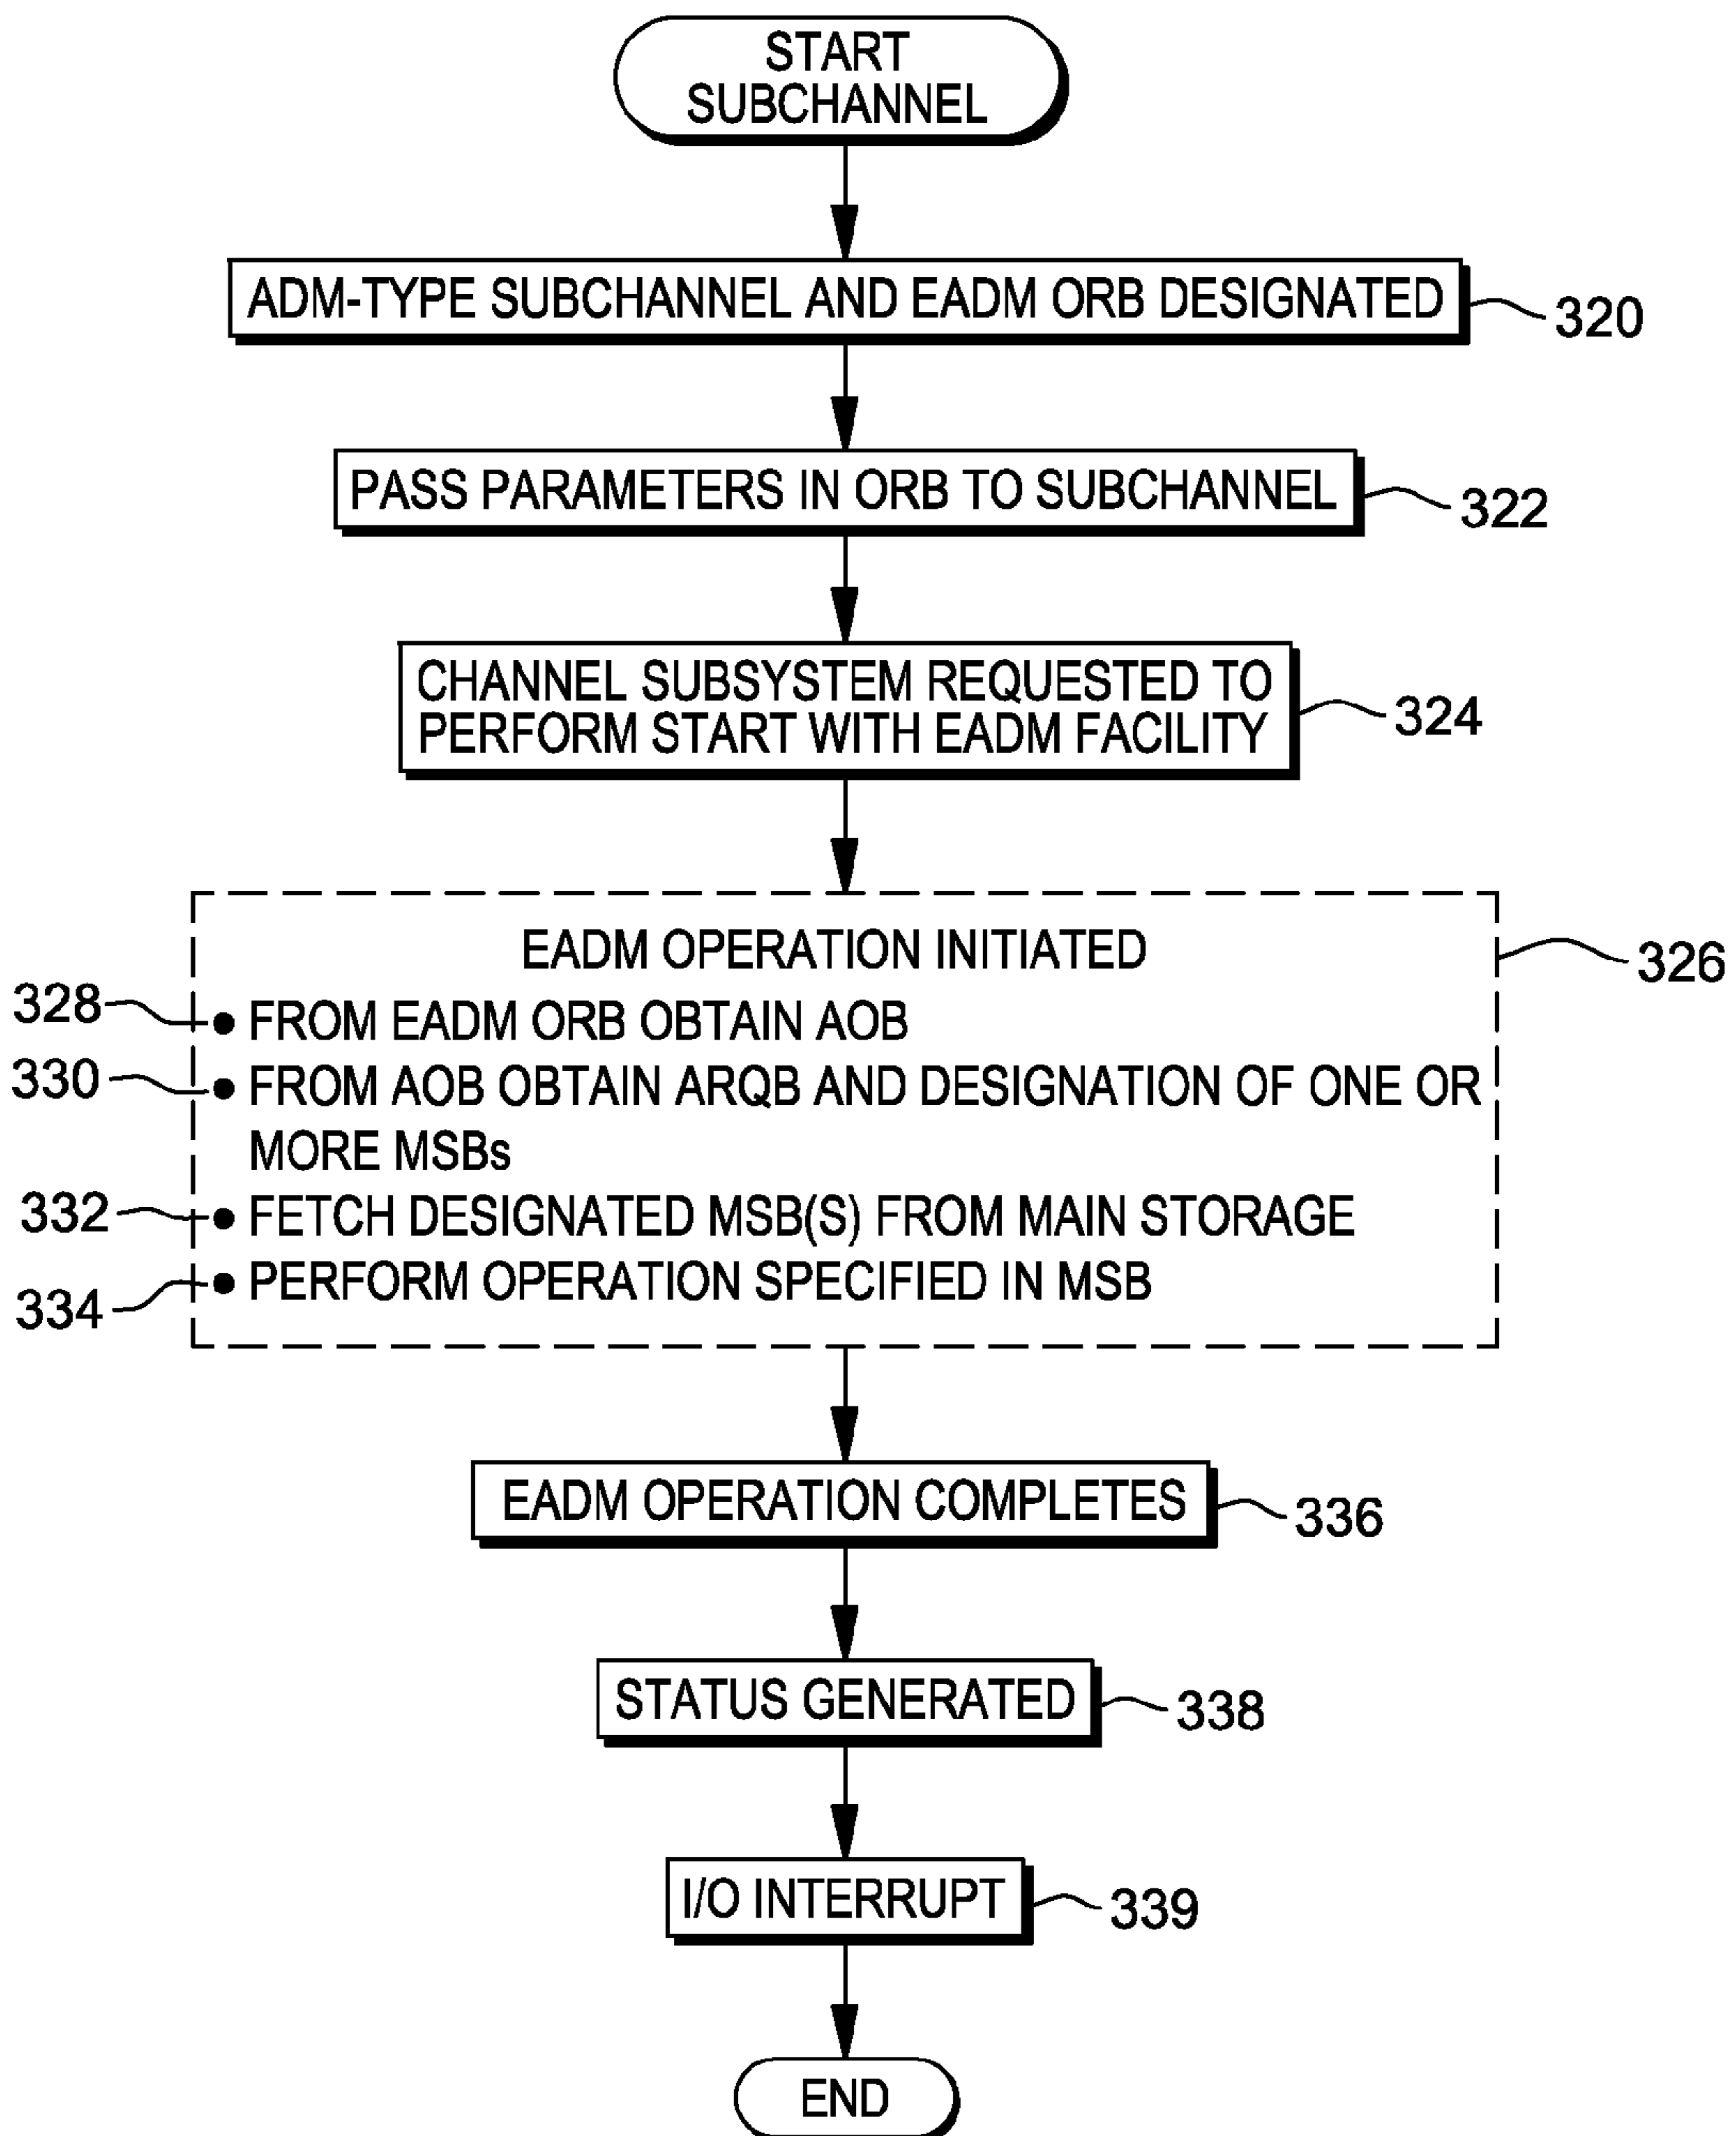 START
SUBCHANNEL
ADM-TYPE SUBCHANNEL AND EADM ORB DESIGNATED
320
PASS PARAMETERS IN ORB TO SUBCHANNEL
322
CHANNEL SUBSYSTEM REQUESTED TO
PERFORM START WITH EADM FACILITY
324
EADM OPERATION INITIATED
326
328
● FROM EADM ORB OBTAIN AOB
330
● FROM AOB OBTAIN ARQB AND DESIGNATION OF ONE OR
MORE MSBs
332
● FETCH DESIGNATED MSB(S) FROM MAIN STORAGE
334
● PERFORM OPERATION SPECIFIED IN MSB
EADM OPERATION COMPLETES
336
STATUS GENERATED
338
I/O INTERRUPT
339
END